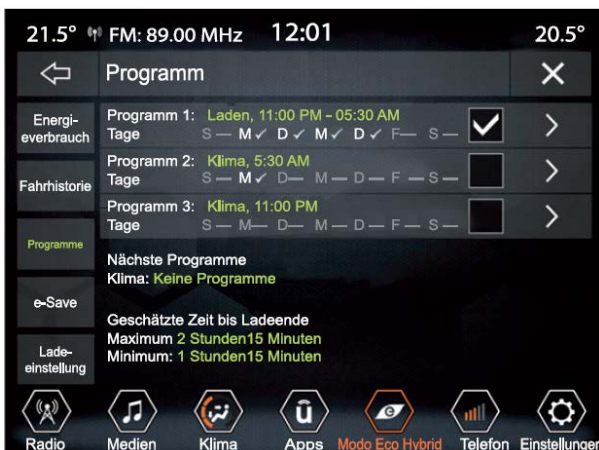 21.5° FM: 89.00 MHz 12:01 20.5°
Programm
Energi-
everbrauch
Programm 1: Laden, 11:00 PM – 05:30 AM
Tage S — M✓ D✓ M✓ D✓ F— S —
Fahrhistorie
Programm 2: Klima, 5:30 AM
Tage S — M✓ D— M — D — F — S —
Programm 3: Klima, 11:00 PM
Tage S — M— D— M — D — F — S —
Programme
Nächste Programme
Klima: Keine Programme
e-Save
Geschätzte Zeit bis Ladeende
Maximum 2 Stunden15 Minuten
Minimum: 1 Stunden15 Minuten
Lade-
einstellung
û
e
Radio Medien Klima Apps Modo Eco Hybrid Telefon Einstellungen